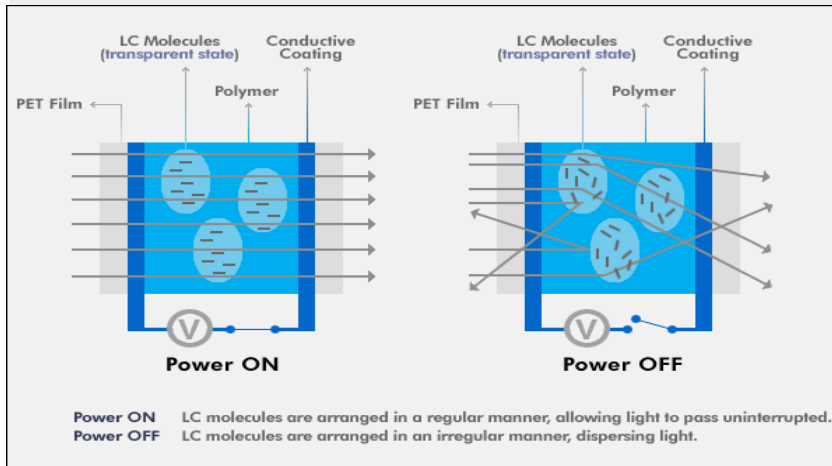 LC Molecules
(transparent state)
Conductive
Coating
PET Film
Polymer
V
Power ON
LC Molecules
(transparent state)
Conductive
Coating
PET Film
Polymer
V
Power OFF
Power ON LC molecules are arranged in a regular manner, allowing light to pass uninterrupted.
Power OFF LC molecules are arranged in an irregular manner, dispersing light.